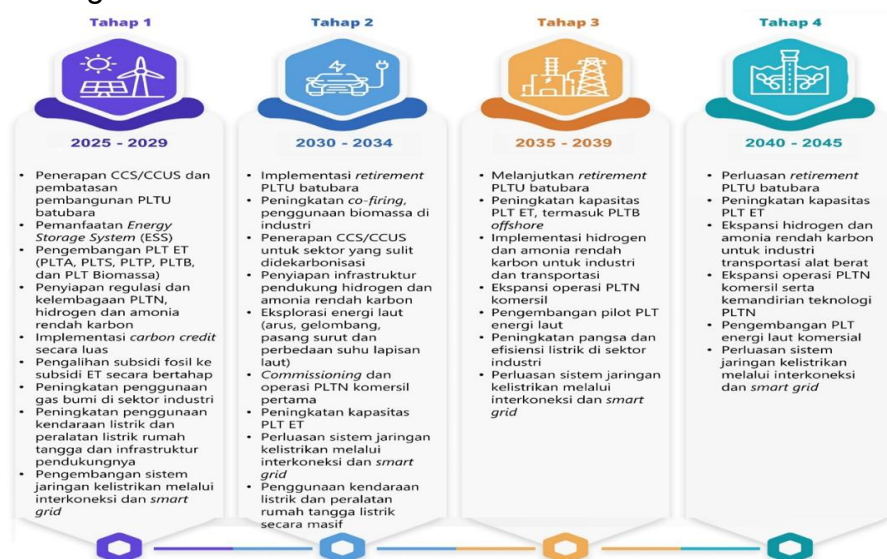 Tahap 1
2025 - 2029
• Penerapan CCS/CCUS dan
pembatasan
pembangunan PLTU
batubara
• Pemanfaatan Energy
Storage System (ESS)
• Pengembangan PLT ET
(PLTA, PLTS, PLTP, PLTB,
dan PLT Biomassa)
• Penyiapan regulasi dan
kelembagaan PLTN,
hidrogen dan amonia
rendah karbon
• Implementasi carbon credit
secara luas
• Pengalihan subsidi fosil ke
subsidi ET secara bertahap
• Peningkatan penggunaan
gas bumi di sektor industri
• Peningkatan penggunaan
kendaraan listrik dan
peralatan listrik rumah
tangga dan infrastruktur
pendukungnya
• Pengembangan sistem
jaringan kelistrikan melalui
interkoneksi dan smart
grid
Tahap 2
2030 - 2034
• Implementasi retirement
PLTU batubara
• Peningkatan co-firing,
penggunaan biomassa di
industri
• Penerapan CCS/CCUS
untuk sektor yang sulit
didekarbonisasi
• Penyiapan infrastruktur
pendukung hidrogen dan
amonia rendah karbon
• Eksplorasi energi laut
(arus, gelombang,
pasang surut dan
perbedaan suhu lapisan
laut)
• Commissioning dan
operasi PLTN komersil
pertama
• Peningkatan kapasitas
PLT ET
• Perluasan sistem jaringan
kelistrikan melalui
interkoneksi dan smart
grid
• Penggunaan kendaraan
listrik dan peralatan
rumah tangga listrik
secara masif
Tahap 3
2035 - 2039
• Melanjutkan retirement
PLTU batubara
• Peningkatan kapasitas
PLT ET, termasuk PLTB
offshore
• Implementasi hidrogen
dan amonia rendah
karbon untuk industri
dan transportasi
• Ekspansi operasi PLTN
komersil
• Pengembangan pilot PLT
energi laut
• Peningkatan pangsa dan
efisiensi listrik di sektor
industri
• Perluasan sistem jaringan
kelistrikan melalui
interkoneksi dan smart
grid
Tahap 4
2040 - 2045
• Perluasan retirement
PLTU batubara
• Peningkatan kapasitas
PLT ET
• Ekspansi hidrogen dan
amonia rendah karbon
untuk industri
transportasi alat berat
• Ekspansi operasi PLTN
komersil serta
kemandirian teknologi
PLTN
• Pengembangan PLT
energi laut komersial
• Perluasan sistem
jaringan kelistrikan
melalui interkoneksi
dan smart grid